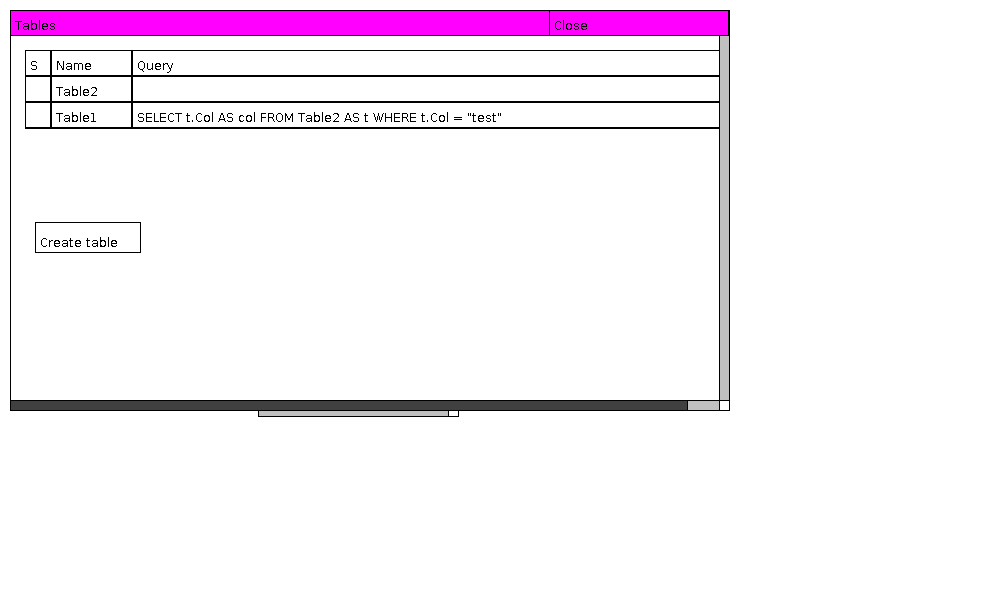 Tables Close
S Name Query
Table2
Table1 SELECT t.Col AS col FROM Table2 AS t WHERE t.Col = "test"
Create table